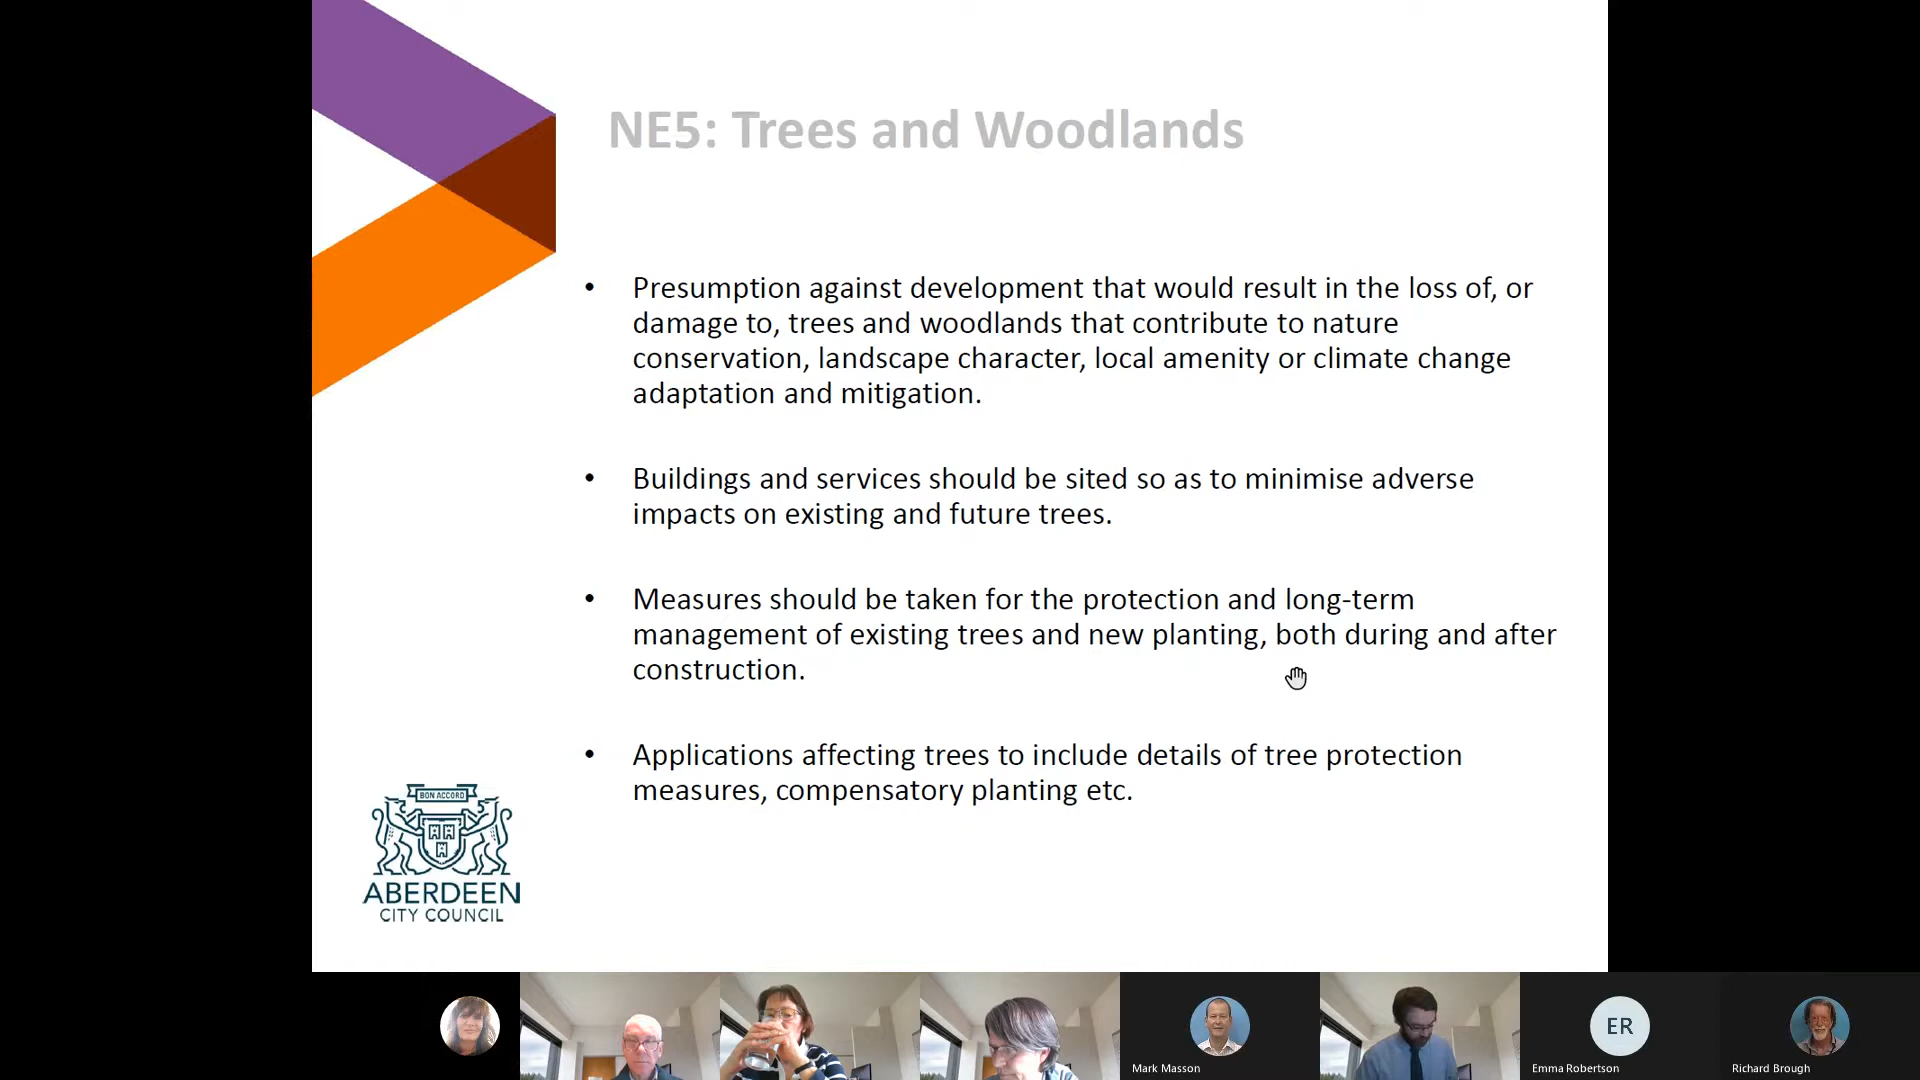 NE5: Trees and Woodlands
• Presumption against development that would result in the loss of, or
damage to, trees and woodlands that contribute to nature
conservation, landscape character, local amenity or climate change
adaptation and mitigation.
• Buildings and services should be sited so as to minimise adverse
impacts on existing and future trees.
• Measures should be taken for the protection and long-term
management of existing trees and new planting, both during and after
construction.
• Applications affecting trees to include details of tree protection
measures, compensatory planting etc.
BON ACCORD
ABERDEEN
CITY COUNCIL
Mark Masson
ER
Emma Robertson
Richard Brough